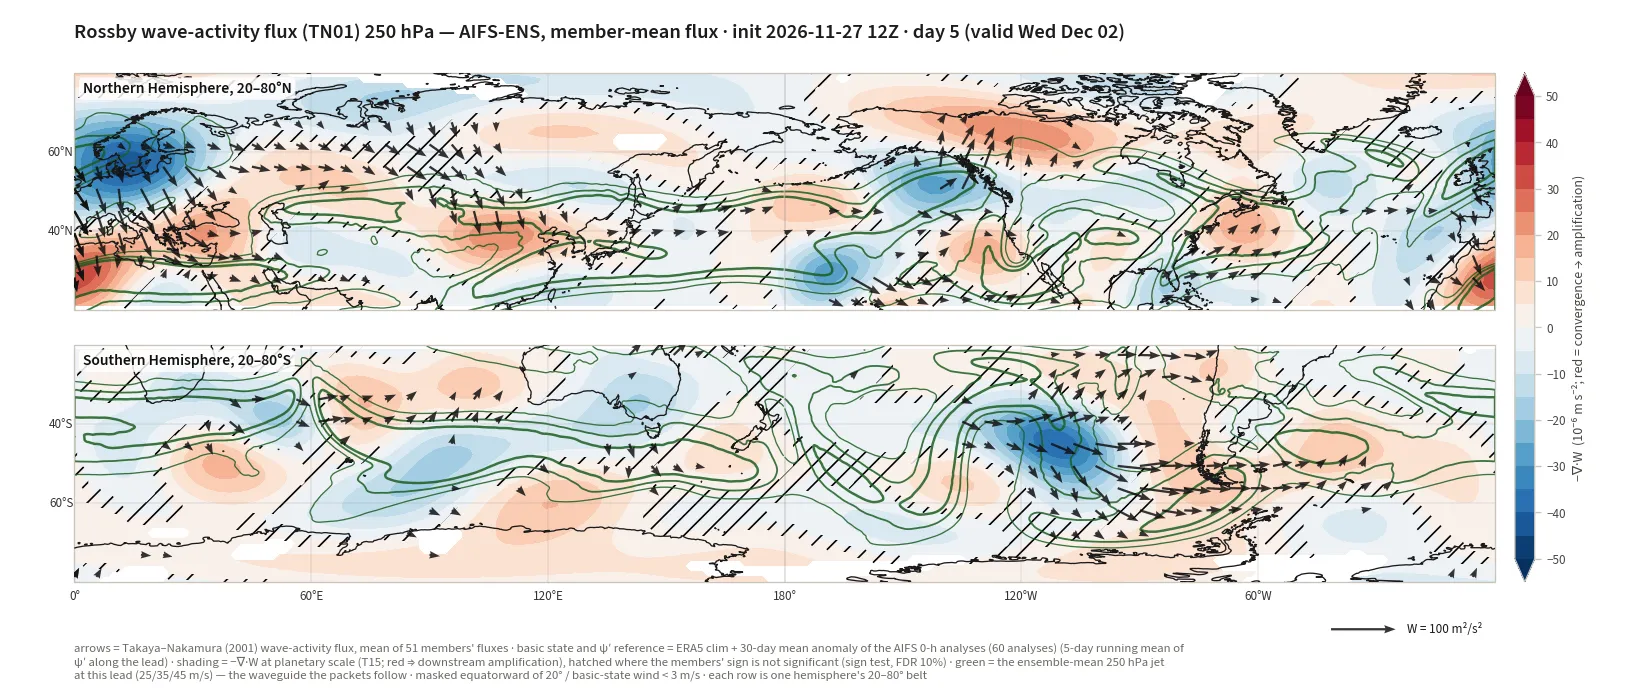 Rossby wave-activity flux (TN01) 250 hPa — AIFS-ENS, member-mean flux · init 2026-11-27 12Z · day 5 (valid Wed Dec 02)
Northern Hemisphere, 20–80°N
60°N
40°N
Southern Hemisphere, 20–80°S
40°S
60°S
0°
60°E
120°E
180°
120°W
60°W
50
40
30
20
10
0
−10
−20
−30
−40
−50
−∇·W (10⁻⁶ m s⁻²; red = convergence → amplification)
W = 100 m²/s²
arrows = Takaya–Nakamura (2001) wave-activity flux, mean of 51 members' fluxes · basic state and ψ' reference = ERA5 clim + 30-day mean anomaly of the AIFS 0-h analyses (60 analyses) (5-day running mean of
ψ' along the lead) · shading = −∇·W at planetary scale (T15; red ⇒ downstream amplification), hatched where the members' sign is not significant (sign test, FDR 10%) · green = the ensemble-mean 250 hPa jet
at this lead (25/35/45 m/s) — the waveguide the packets follow · masked equatorward of 20° / basic-state wind < 3 m/s · each row is one hemisphere's 20–80° belt